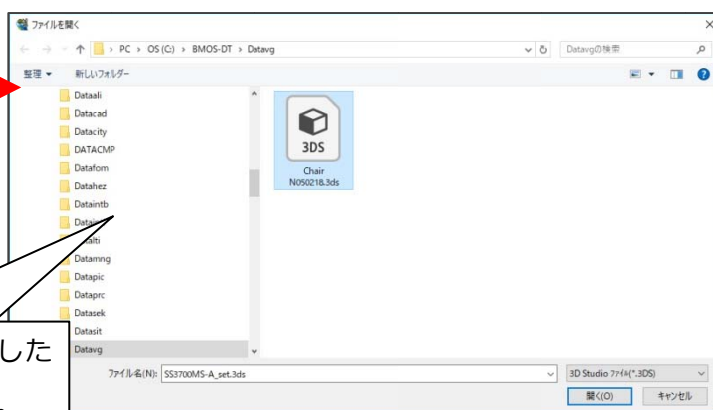 ファイルを開く
PC › OS (C:) › BMOS-DT › Datavg
Datavgの検索
整理
新しいフォルダー
Dataali
Datacad
Datacity
DATACMP
Datafom
Datahez
Dataintb
Datamng
Datapic
Dataprc
Datasek
Datasit
Datavg
3DS
Chair
N050218.3ds
した
ファイル名(N):
SS3700MS-A_set.3ds
3D Studio ファイル(*.3DS)
開く(O)
キャンセル